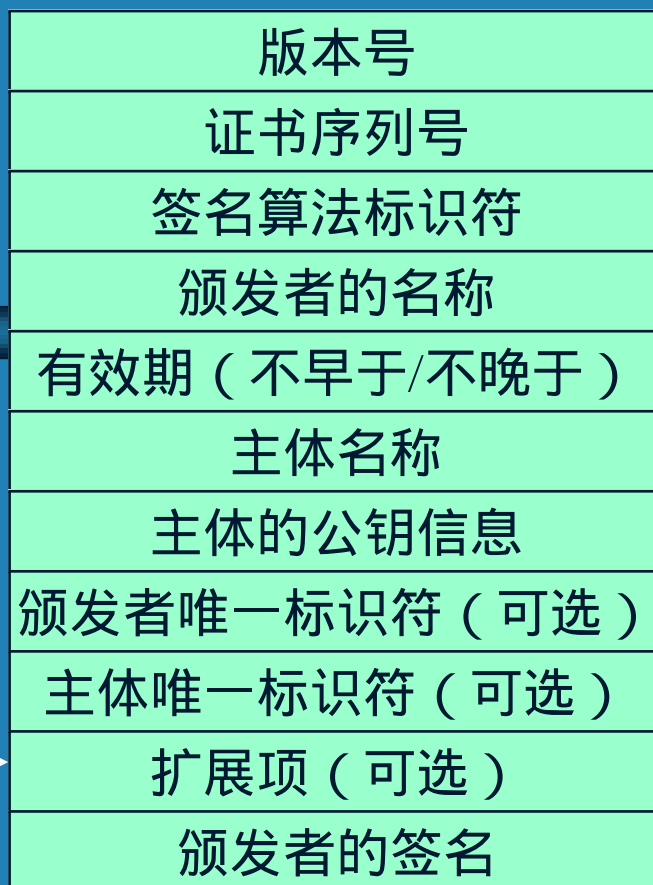 版本号
证书序列号
签名算法标识符
颁发者的名称
有效期（不早于/不晚于）
主体名称
主体的公钥信息
颁发者唯一标识符（可选）
主体唯一标识符（可选）
扩展项（可选）
颁发者的签名